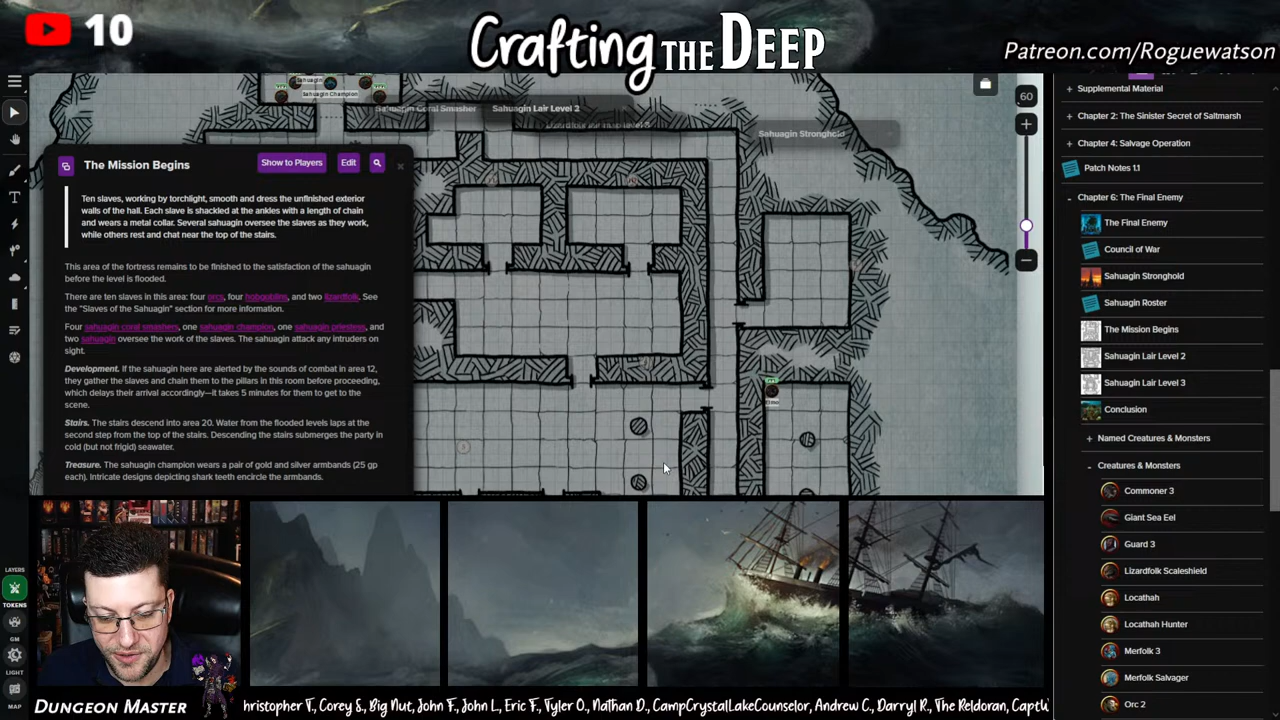 10
Crafting THE DEEP
Patreon.com/Roguewatson
Sahuagin
Sahuagin Champion
Sahuagin Coral Smasher
Sahuagin Lair Level 2
Sahuagin Stronghold
60
The Mission Begins
Show to Players
Edit
Ten slaves, working by torchlight, smooth and dress the unfinished exterior
walls of the hall. Each slave is shackled at the ankles with a length of chain
and wears a metal collar. Several sahuagin oversee the slaves as they work,
while others rest and chat near the top of the stairs.
This area of the fortress remains to be finished to the satisfaction of the sahuagin
before the level is flooded.
There are ten slaves in this area: four orcs, four hobgoblins, and two lizardfolk. See
the "Slaves of the Sahuagin" section for more information.
Four sahuagin coral smashers, one sahuagin champion, one sahuagin priestess, and
two sahuagin oversee the work of the slaves. The sahuagin attack any intruders on
sight.
Development. If the sahuagin here are alerted by the sounds of combat in area 12,
they gather the slaves and chain them to the pillars in this room before proceeding,
which delays their arrival accordingly—it takes 5 minutes for them to get to the
scene.
Stairs. The stairs descend into area 20. Water from the flooded levels laps at the
second step from the top of the stairs. Descending the stairs submerges the party in
cold (but not frigid) seawater.
Treasure. The sahuagin champion wears a pair of gold and silver armbands (25 gp
each). Intricate designs depicting shark teeth encircle the armbands.
Supplemental Material
Chapter 2: The Sinister Secret of Saltmarsh
Chapter 4: Salvage Operation
Patch Notes 1.1
Chapter 6: The Final Enemy
The Final Enemy
Council of War
Sahuagin Stronghold
Sahuagin Roster
The Mission Begins
Sahuagin Lair Level 2
Sahuagin Lair Level 3
Conclusion
Named Creatures & Monsters
Creatures & Monsters
Commoner 3
Giant Sea Eel
Guard 3
Lizardfolk Scaleshield
Locathah
Locathah Hunter
Merfolk 3
Merfolk Salvager
Orc 2
LAYERS
TOKENS
GM
LIGHT
MAP
DUNGEON MASTER
hristopher T, Corey S, Big Nut, John F, John L, Eric F, Tyler O, Nathan D, CampCrystalLakeCounselor, Andrew C, Darryl R, The Reldoran,